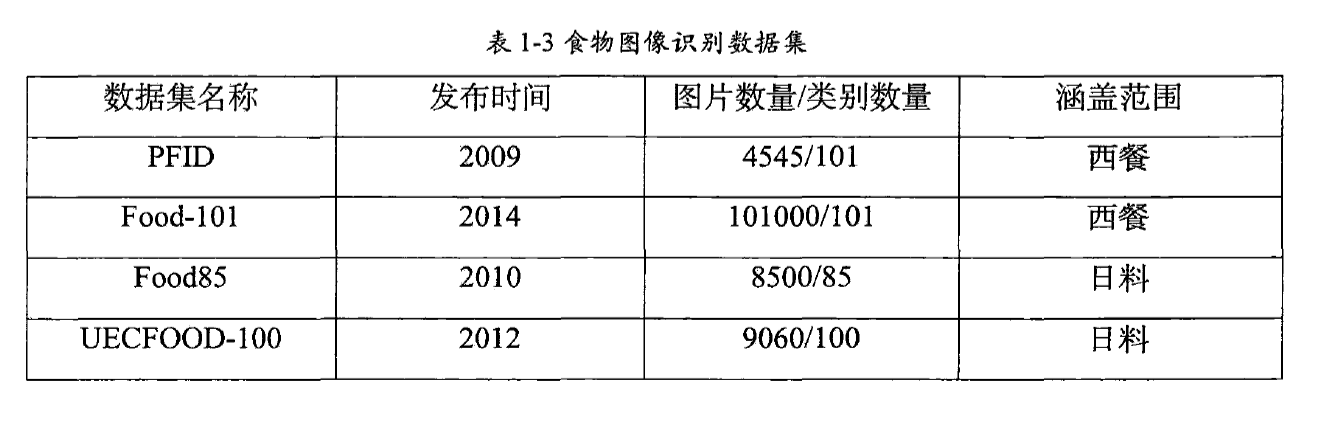 表 1-3 食物图像识别数据集
数据集名称 发布时间 图片数量/类别数量 涵盖范围
PFID 2009 4545/101 西餐
Food-101 2014 101000/101 西餐
Food85 2010 8500/85 日料
UECFOOD-100 2012 9060/100 日料